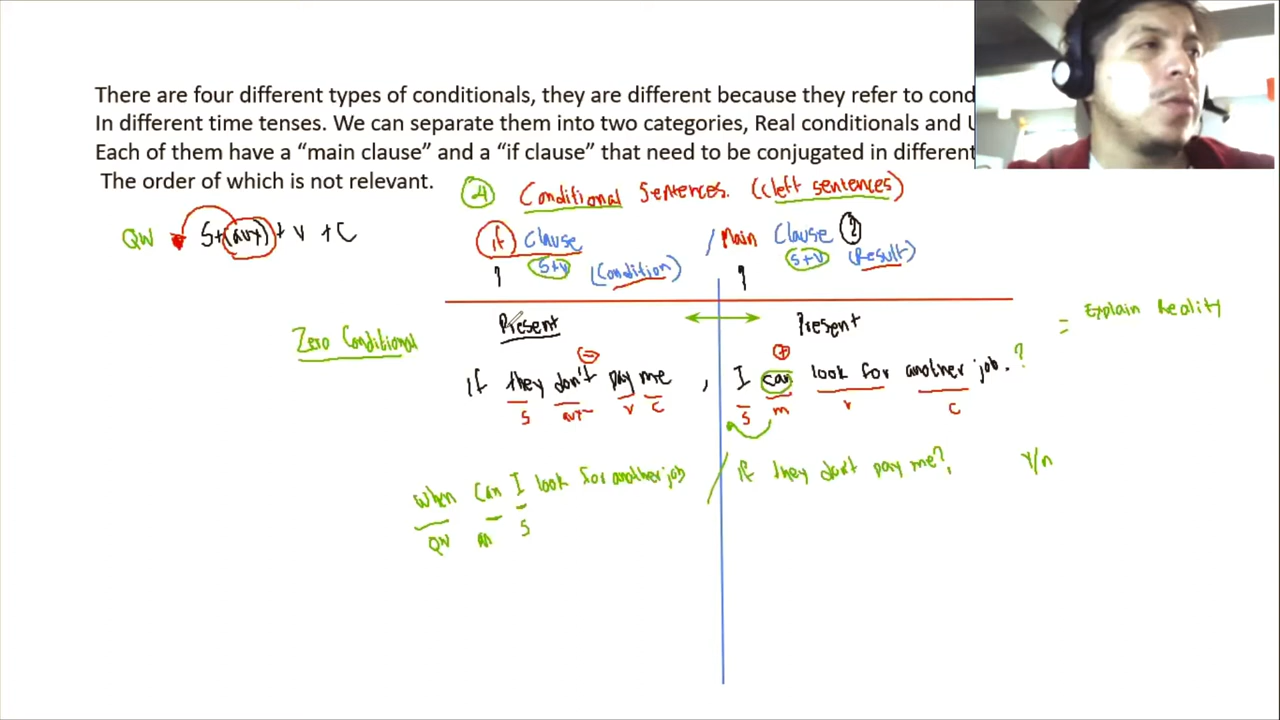 There are four different types of conditionals, they are different because they refer to cond
In different time tenses. We can separate them into two categories, Real conditionals and U
Each of them have a “main clause” and a “if clause” that need to be conjugated in different
The order of which is not relevant.
4 Conditional Sentences. (cleft sentences)
QW S+(aux)+ V + C
if Clause / Main Clause ?
S+V (Condition) S+V (Result)
Present Present = Explain Reality
Zero Conditional
If they don't pay me , I can look for another job. ?
S aux V C S m V C
when can I look for another job / if they don't pay me? Y/n
QW m S